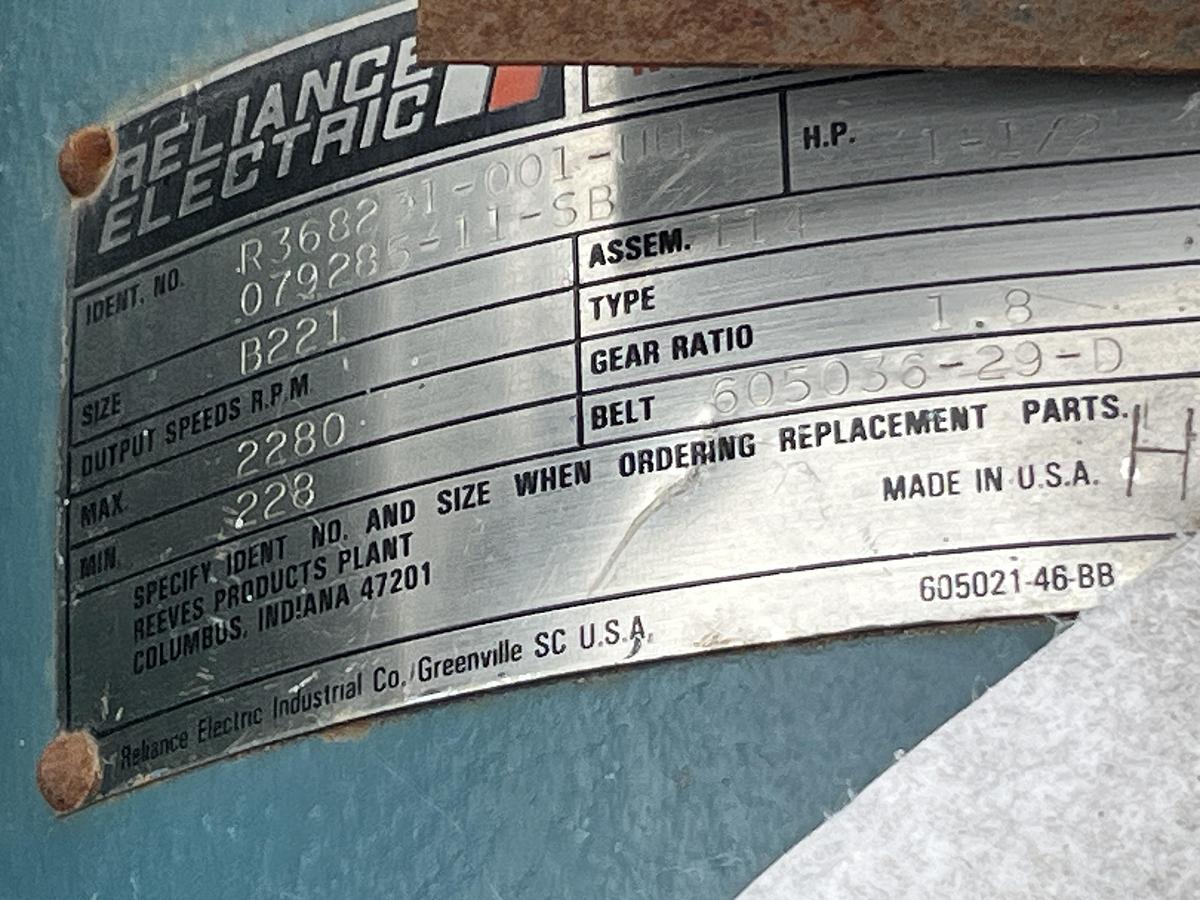 RELIANCE
ELECTRIC
H.P. 1-1/2
IDENT. NO. R368231-001-
079285-11-SB
ASSEM.
SIZE B221
TYPE
OUTPUT SPEEDS R.P.M.
GEAR RATIO 1.8
MAX. 2280
BELT 605036-29-D
MIN. 228
SPECIFY IDENT NO. AND SIZE WHEN ORDERING REPLACEMENT PARTS.
REEVES PRODUCTS PLANT
COLUMBUS, INDIANA 47201
MADE IN U.S.A.
H
Reliance Electric Industrial Co./Greenville SC U.S.A.
605021-46-BB